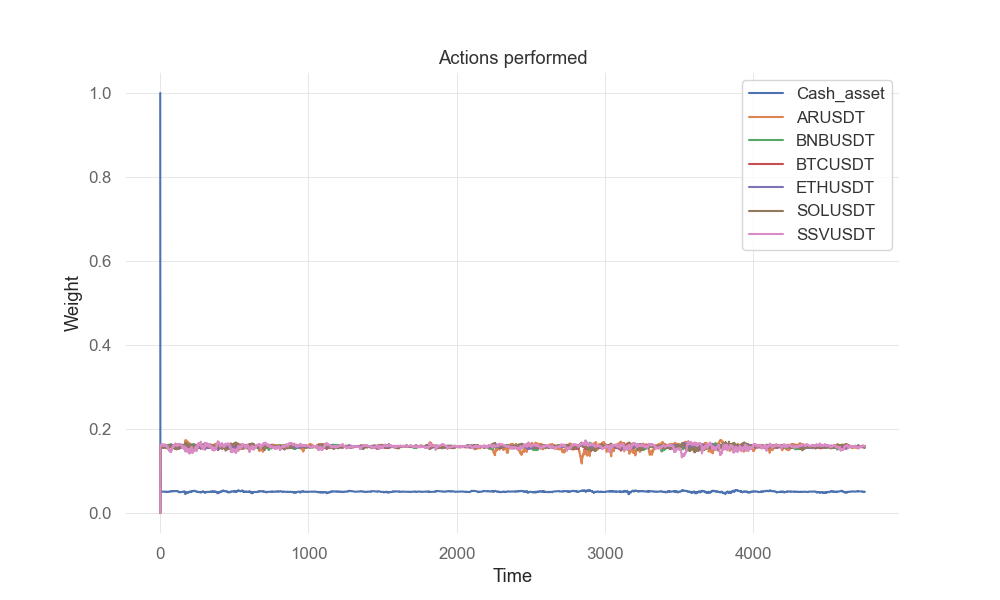 Actions performed
1.0
0.8
0.6
0.4
0.2
0.0
Weight
0
1000
2000
3000
4000
Time
Cash_asset
ARUSDT
BNBUSDT
BTCUSDT
ETHUSDT
SOLUSDT
SSVUSDT